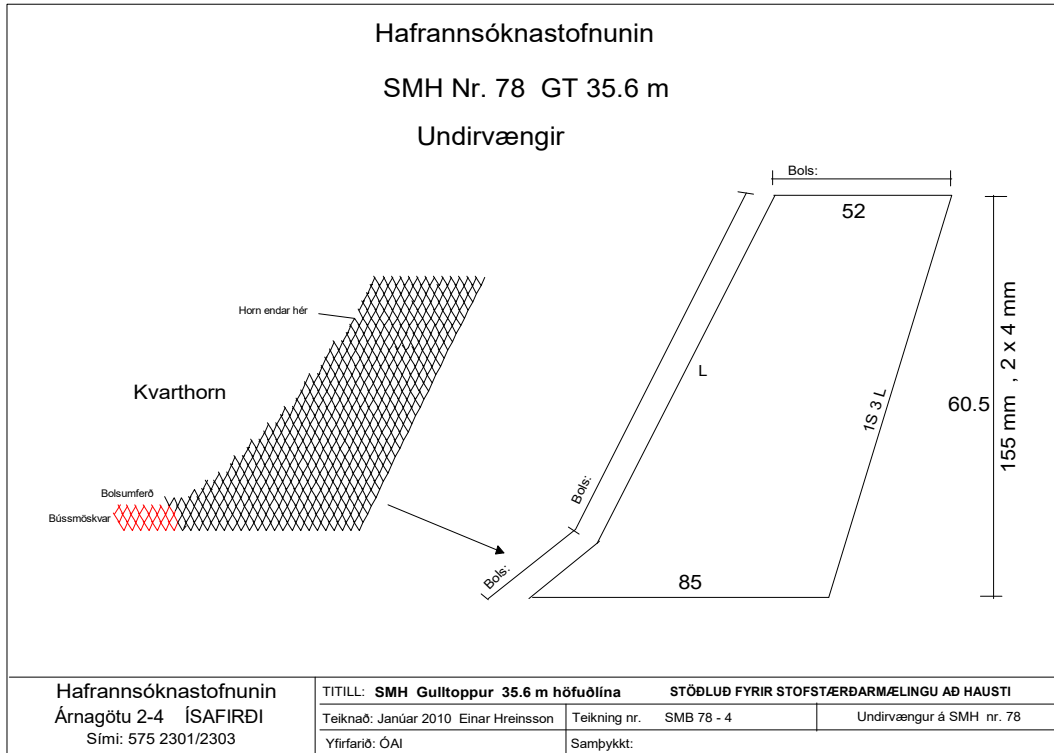 Hafrannsóknastofnunin
SMH Nr. 78 GT 35.6 m
Undirvængir
Bols:
52
Horn endar hér
Kvarthorn
L
1S 3 L
60.5
155 mm , 2 x 4 mm
Bols:
Bolsumferð
Bússmöskvar
Bols:
85
Hafrannsóknastofnunin
Árnagötu 2-4 ÍSAFIRÐI
Sími: 575 2301/2303
TITILL: SMH Gulltoppur 35.6 m höfuðlína STÖÐLUÐ FYRIR STOFSTÆRÐARMÆLINGU AÐ HAUSTI
Teiknað: Janúar 2010 Einar Hreinsson Teikning nr. SMB 78 - 4 Undirvængur á SMH nr. 78
Yfirfarið: ÓAI Samþykkt: